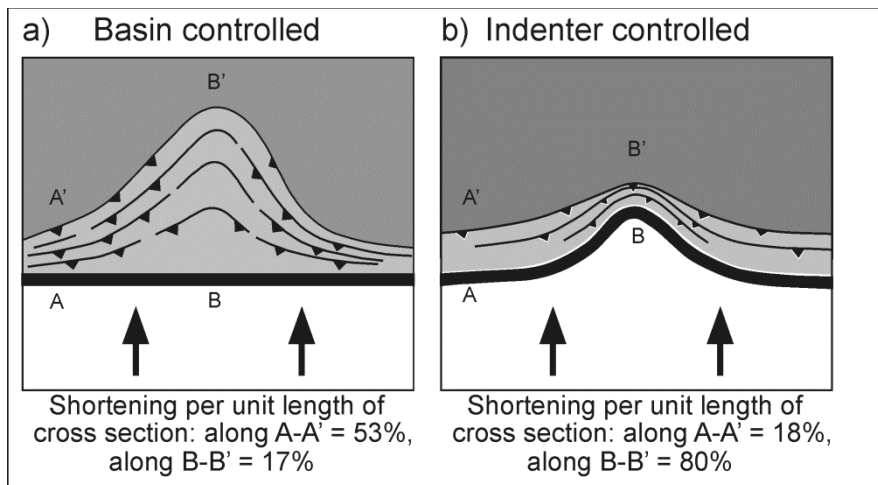 a) Basin controlled
B’
A’
A
B
Shortening per unit length of
cross section: along A-A’ = 53%,
along B-B’ = 17%
b) Indenter controlled
B’
A’
B
A
Shortening per unit length of
cross section: along A-A’ = 18%,
along B-B’ = 80%